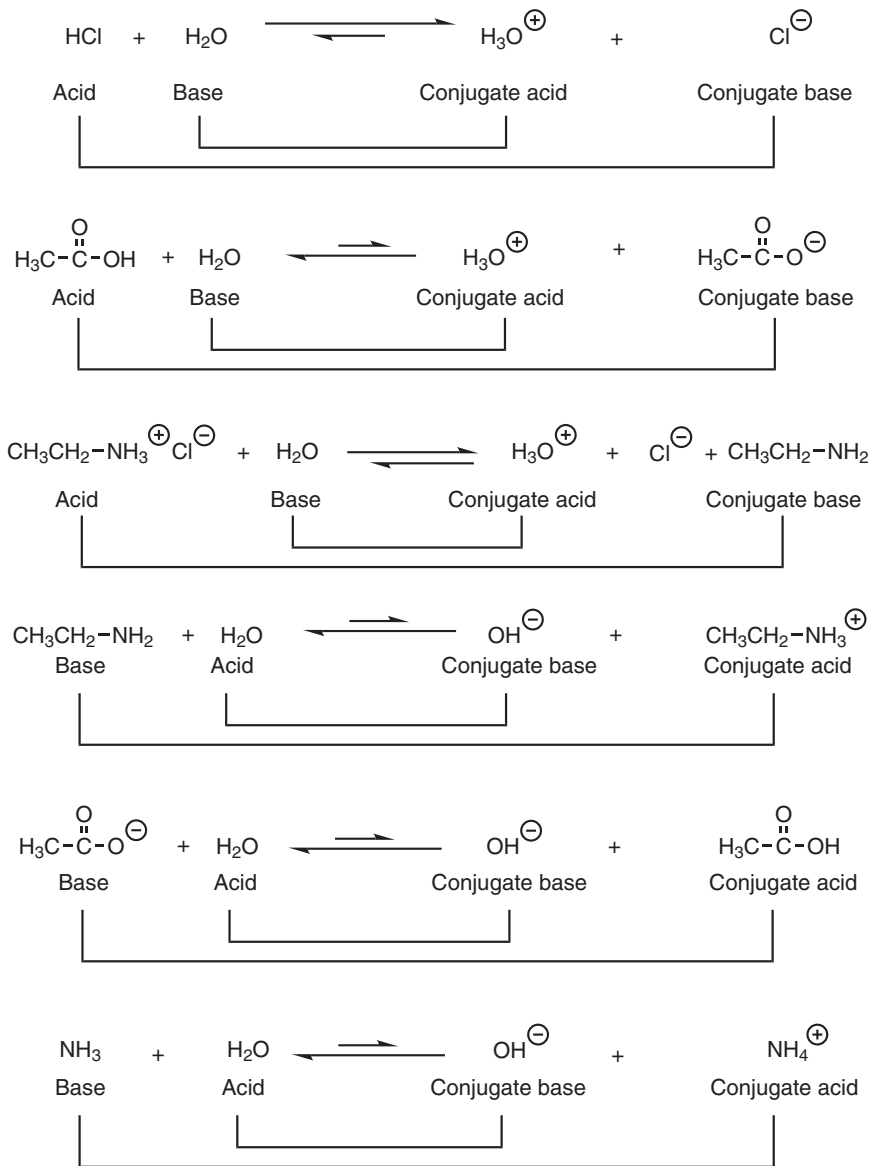 HCl + H₂O ⇌ H₃O⊕ + Cl⊖
Acid Base Conjugate acid Conjugate base
O
H₃C–C–OH + H₂O ⇌ H₃O⊕ + H₃C–C–O⊖
O
Acid Base Conjugate acid Conjugate base
CH₃CH₂–NH₃⊕Cl⊖ + H₂O ⇌ H₃O⊕ + Cl⊖ + CH₃CH₂–NH₂
Acid Base Conjugate acid Conjugate base
CH₃CH₂–NH₂ + H₂O ⇌ OH⊖ + CH₃CH₂–NH₃⊕
Base Acid Conjugate base Conjugate acid
O O
H₃C–C–O⊖ + H₂O ⇌ OH⊖ + H₃C–C–OH
Base Acid Conjugate base Conjugate acid
NH₃ + H₂O ⇌ OH⊖ + NH₄⊕
Base Acid Conjugate base Conjugate acid